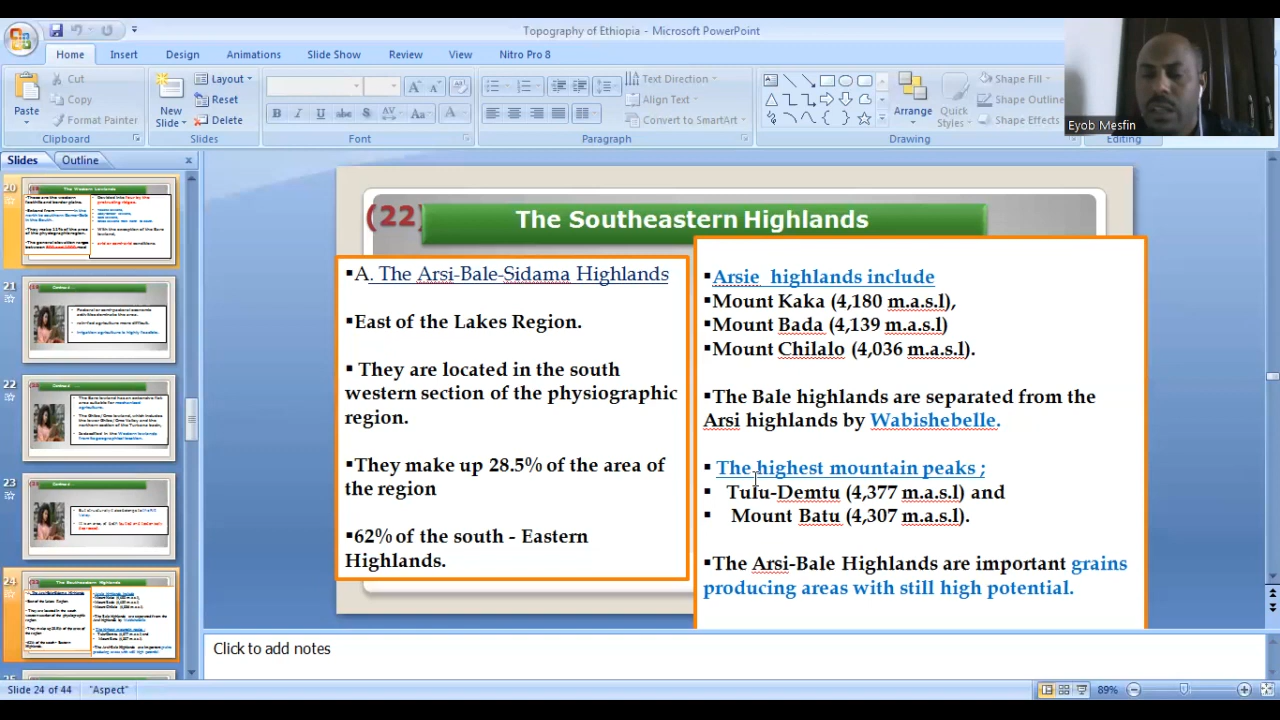 Topography of Ethiopia - Microsoft PowerPoint
Home Insert Design Animations Slide Show Review View Nitro Pro 8
Paste
Cut
Copy
Format Painter
Clipboard
New
Slide
Layout
Reset
Delete
Slides
Font
Text Direction
Align Text
Convert to SmartArt
Paragraph
Arrange
Quick
Styles
Shape Fill
Shape Outline
Shape Effects
Drawing
Editing
Eyob Mesfin
Slides Outline
20
21
22
23
24
(22) The Southeastern Highlands
▪A. The Arsi-Bale-Sidama Highlands
▪East of the Lakes Region.
▪ They are located in the south
western section of the physiographic
region.
▪They make up 28.5% of the area of
the region
▪62% of the south - Eastern
Highlands.
▪Arsie highlands include
▪Mount Kaka (4,180 m.a.s.l),
▪Mount Bada (4,139 m.a.s.l)
▪Mount Chilalo (4,036 m.a.s.l).
▪The Bale highlands are separated from the
Arsi highlands by Wabishebelle.
▪ The highest mountain peaks ;
▪ Tulu-Demtu (4,377 m.a.s.l) and
▪ Mount Batu (4,307 m.a.s.l).
▪The Arsi-Bale Highlands are important grains
producing areas with still high potential.
Click to add notes
Slide 24 of 44 "Aspect" 89%